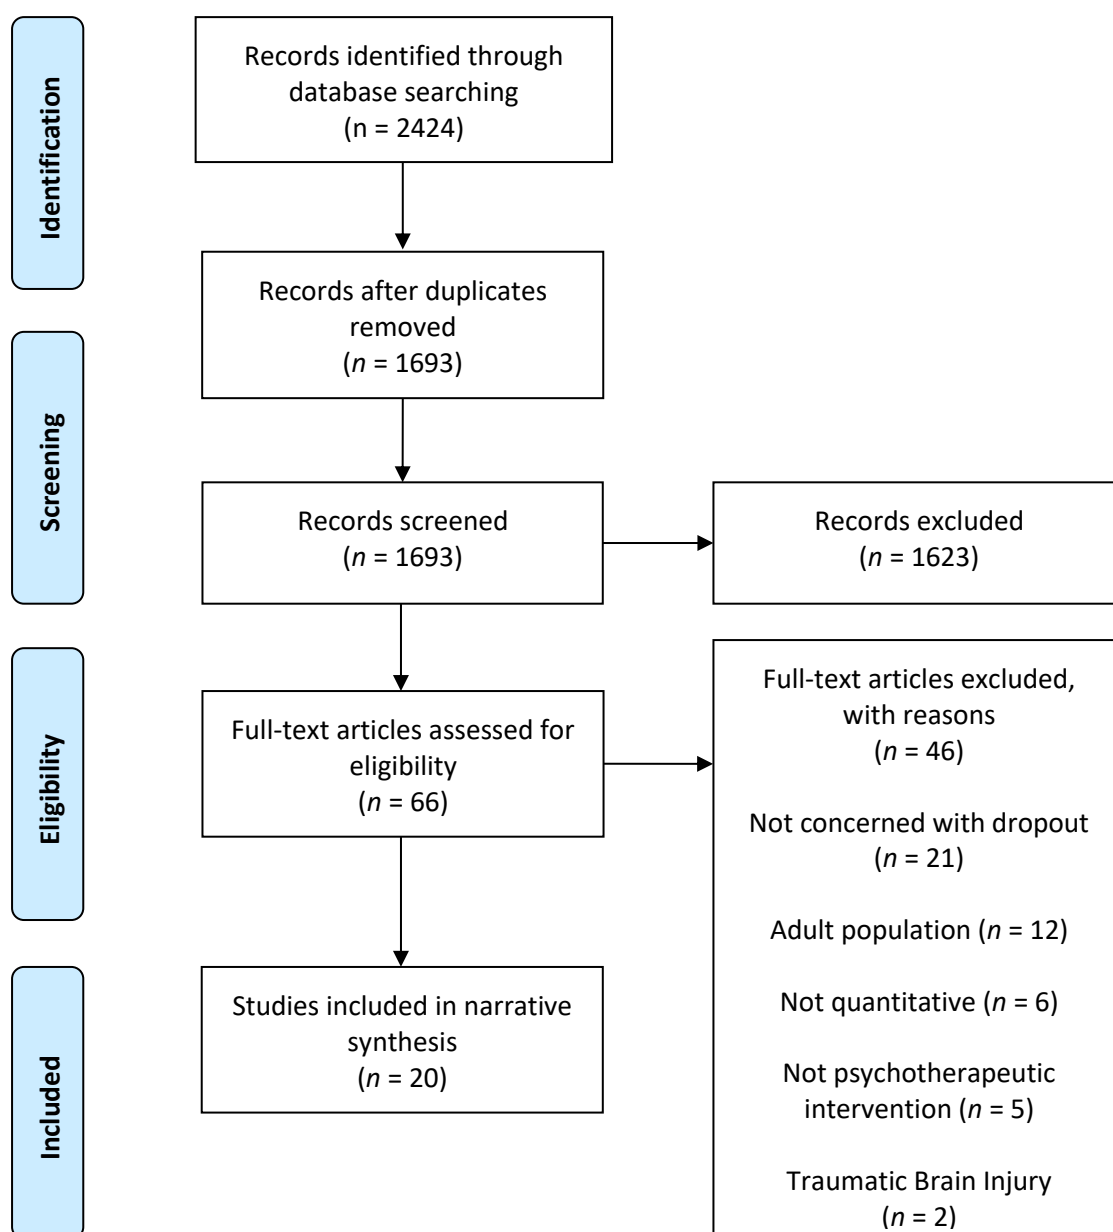 Identification
Records identified through
database searching
(n = 2424)
Records after duplicates
removed
(n = 1693)
Screening
Records screened
(n = 1693)
Records excluded
(n = 1623)
Eligibility
Full-text articles assessed for
eligibility
(n = 66)
Full-text articles excluded,
with reasons
(n = 46)
Not concerned with dropout
(n = 21)
Adult population (n = 12)
Not quantitative (n = 6)
Not psychotherapeutic
intervention (n = 5)
Traumatic Brain Injury
(n = 2)
Included
Studies included in narrative
synthesis
(n = 20)